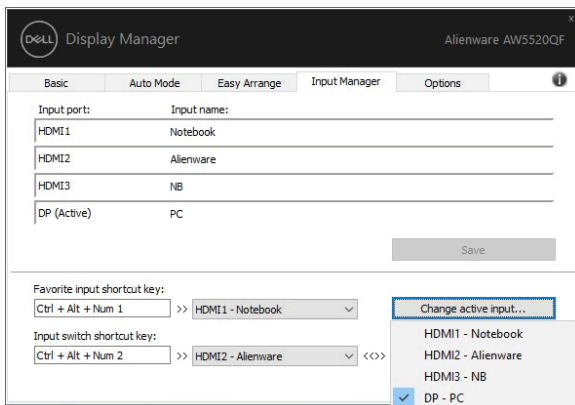 DELL Display Manager
Alienware AW5520QF
x
Basic Auto Mode Easy Arrange Input Manager Options i
Input port: Input name:
HDMI1 Notebook
HDMI2 Alienware
HDMI3 NB
DP (Active) PC
Save
Favorite input shortcut key:
Ctrl + Alt + Num 1 >> HDMI1 - Notebook Change active input...
Input switch shortcut key:
Ctrl + Alt + Num 2 >> HDMI2 - Alienware <<>>
HDMI1 - Notebook
HDMI2 - Alienware
HDMI3 - NB
DP - PC